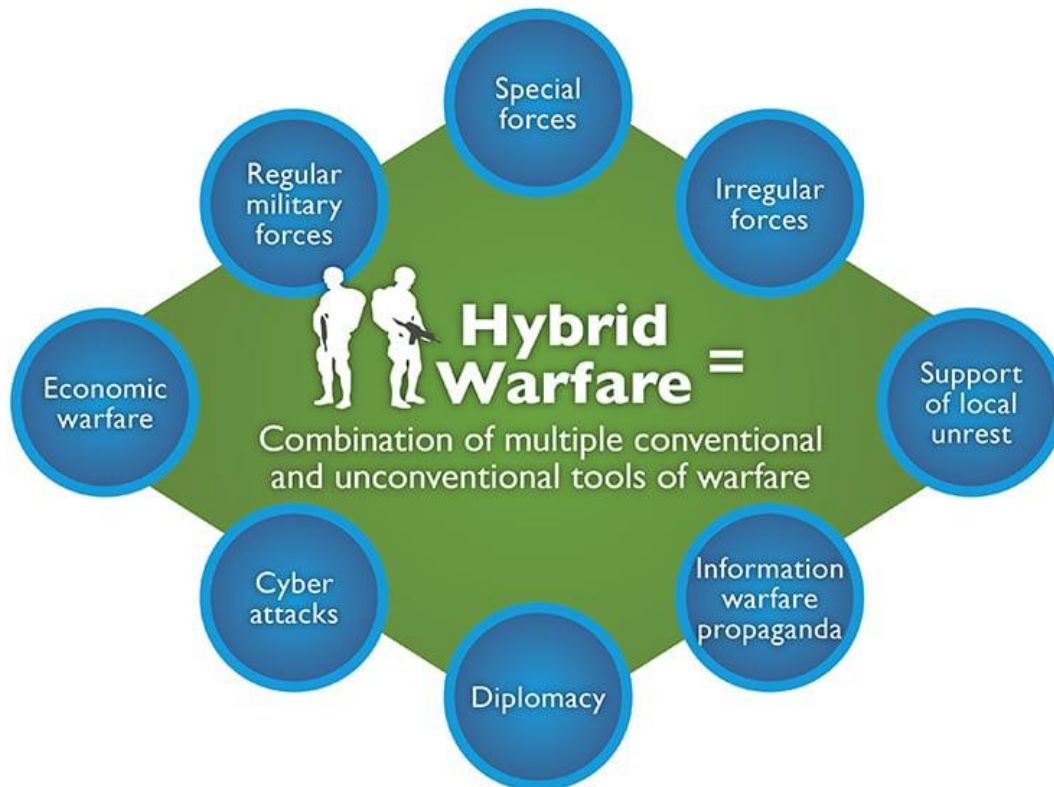 Special
forces
Regular
military
forces
Irregular
forces
Hybrid
Warfare =
Combination of multiple conventional
and unconventional tools of warfare
Economic
warfare
Support
of local
unrest
Cyber
attacks
Information
warfare
propaganda
Diplomacy